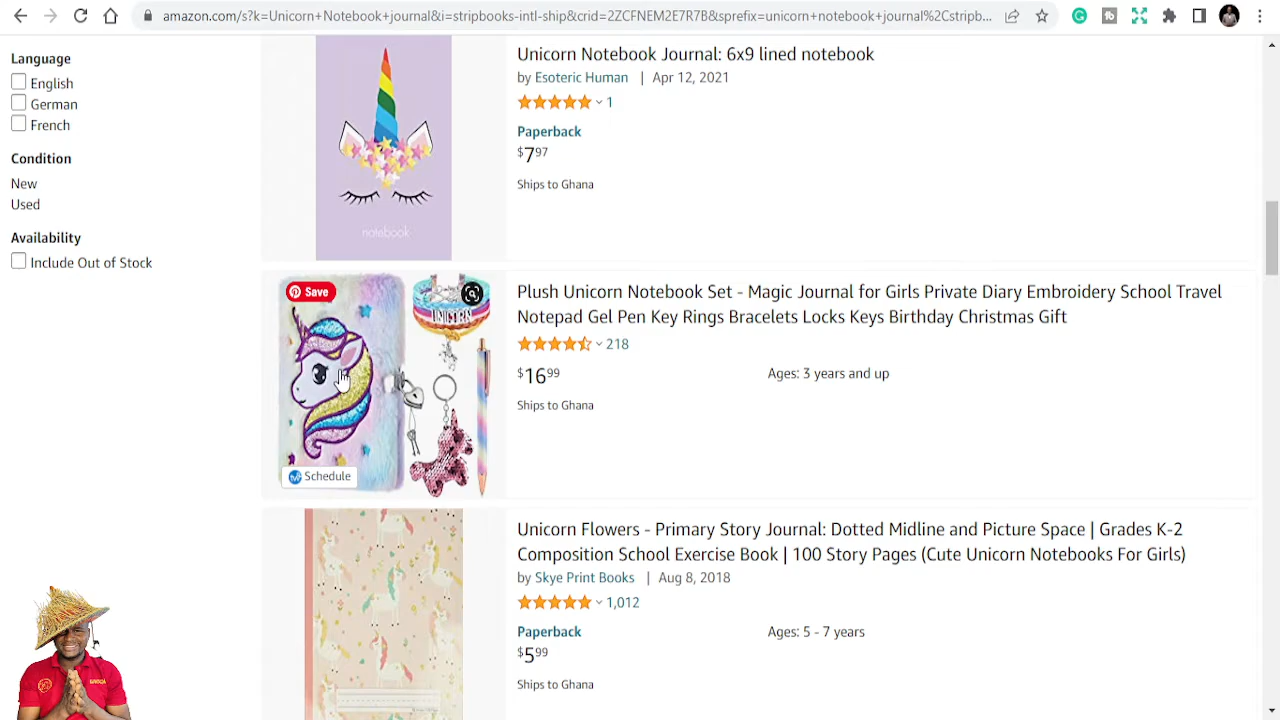 amazon.com/s?k=Unicorn+Notebook+journal&i=stripbooks-intl-ship&crid=2ZCFNEM2E7R7B&sprefix=unicorn+notebook+journal%2Cstripb...
Language
English
German
French
Condition
New
Used
Availability
Include Out of Stock
notebook
Unicorn Notebook Journal: 6x9 lined notebook
by Esoteric Human | Apr 12, 2021
1
Paperback
$7.97
Ships to Ghana
Save
UNICORN
Schedule
Plush Unicorn Notebook Set - Magic Journal for Girls Private Diary Embroidery School Travel
Notepad Gel Pen Key Rings Bracelets Locks Keys Birthday Christmas Gift
218
$16.99 Ages: 3 years and up
Ships to Ghana
Unicorn Flowers - Primary Story Journal: Dotted Midline and Picture Space | Grades K-2
Composition School Exercise Book | 100 Story Pages (Cute Unicorn Notebooks For Girls)
by Skye Print Books | Aug 8, 2018
1,012
Paperback Ages: 5 - 7 years
$5.99
Ships to Ghana